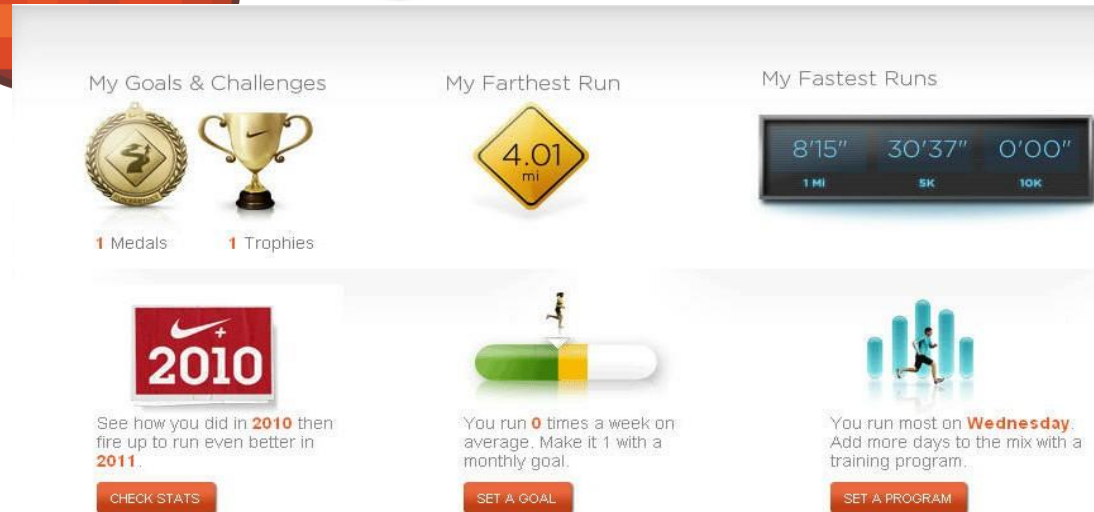 My Goals & Challenges
My Farthest Run
My Fastest Runs
4.01
mi
8'15" 30'37" 0'00"
1 MI 5K 10K
1 Medals 1 Trophies
+
2010
See how you did in 2010 then
fire up to run even better in
2011.
CHECK STATS
You run 0 times a week on
average. Make it 1 with a
monthly goal.
SET A GOAL
You run most on Wednesday.
Add more days to the mix with a
training program.
SET A PROGRAM